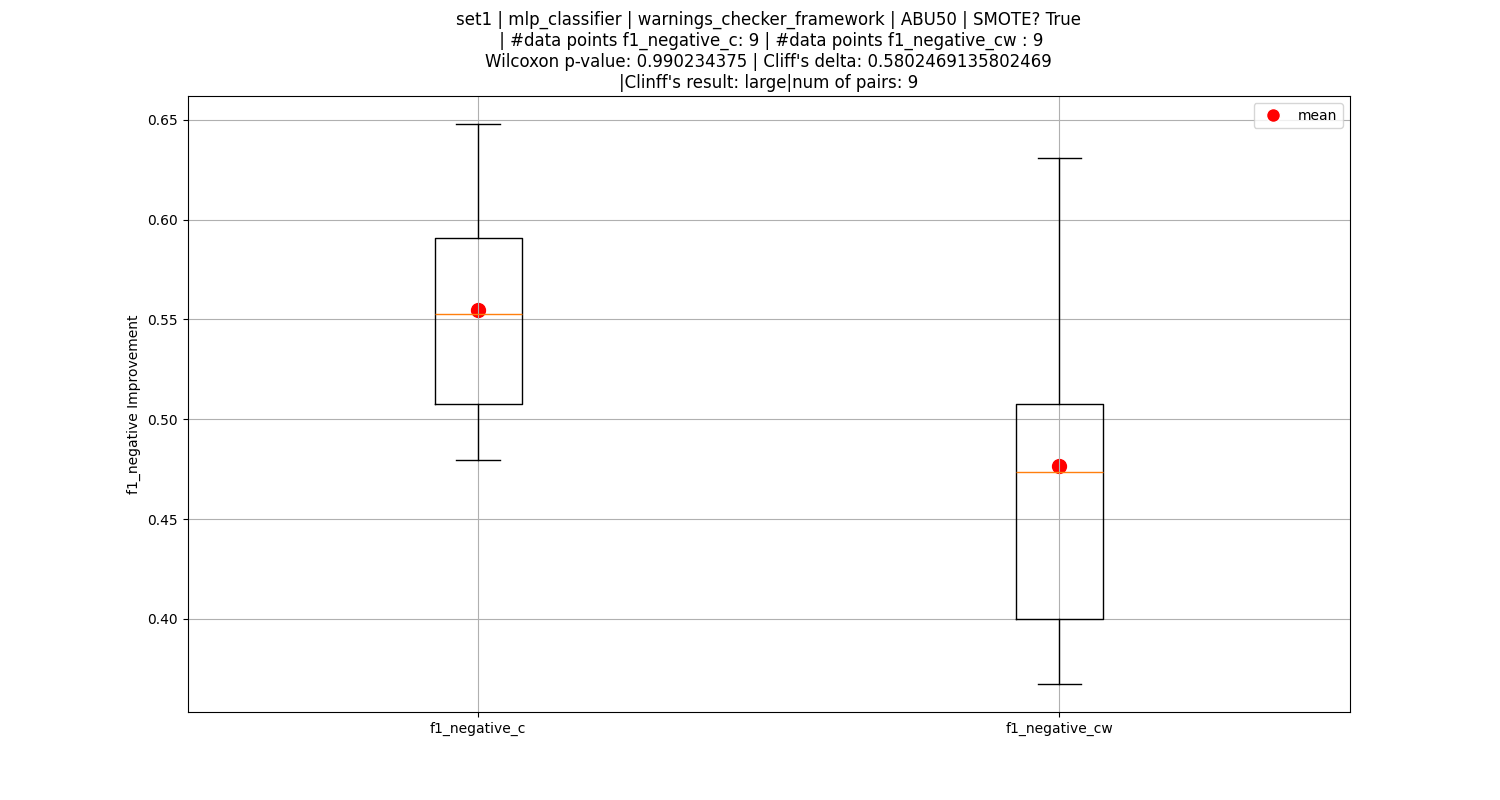 set1 | mlp_classifier | warnings_checker_framework | ABU50 | SMOTE? True
| #data points f1_negative_c: 9 | #data points f1_negative_cw : 9
Wilcoxon p-value: 0.990234375 | Cliff's delta: 0.5802469135802469
|Clinff's result: large|num of pairs: 9
mean
0.65
0.60
0.55
0.50
0.45
0.40
f1_negative Improvement
f1_negative_c
f1_negative_cw